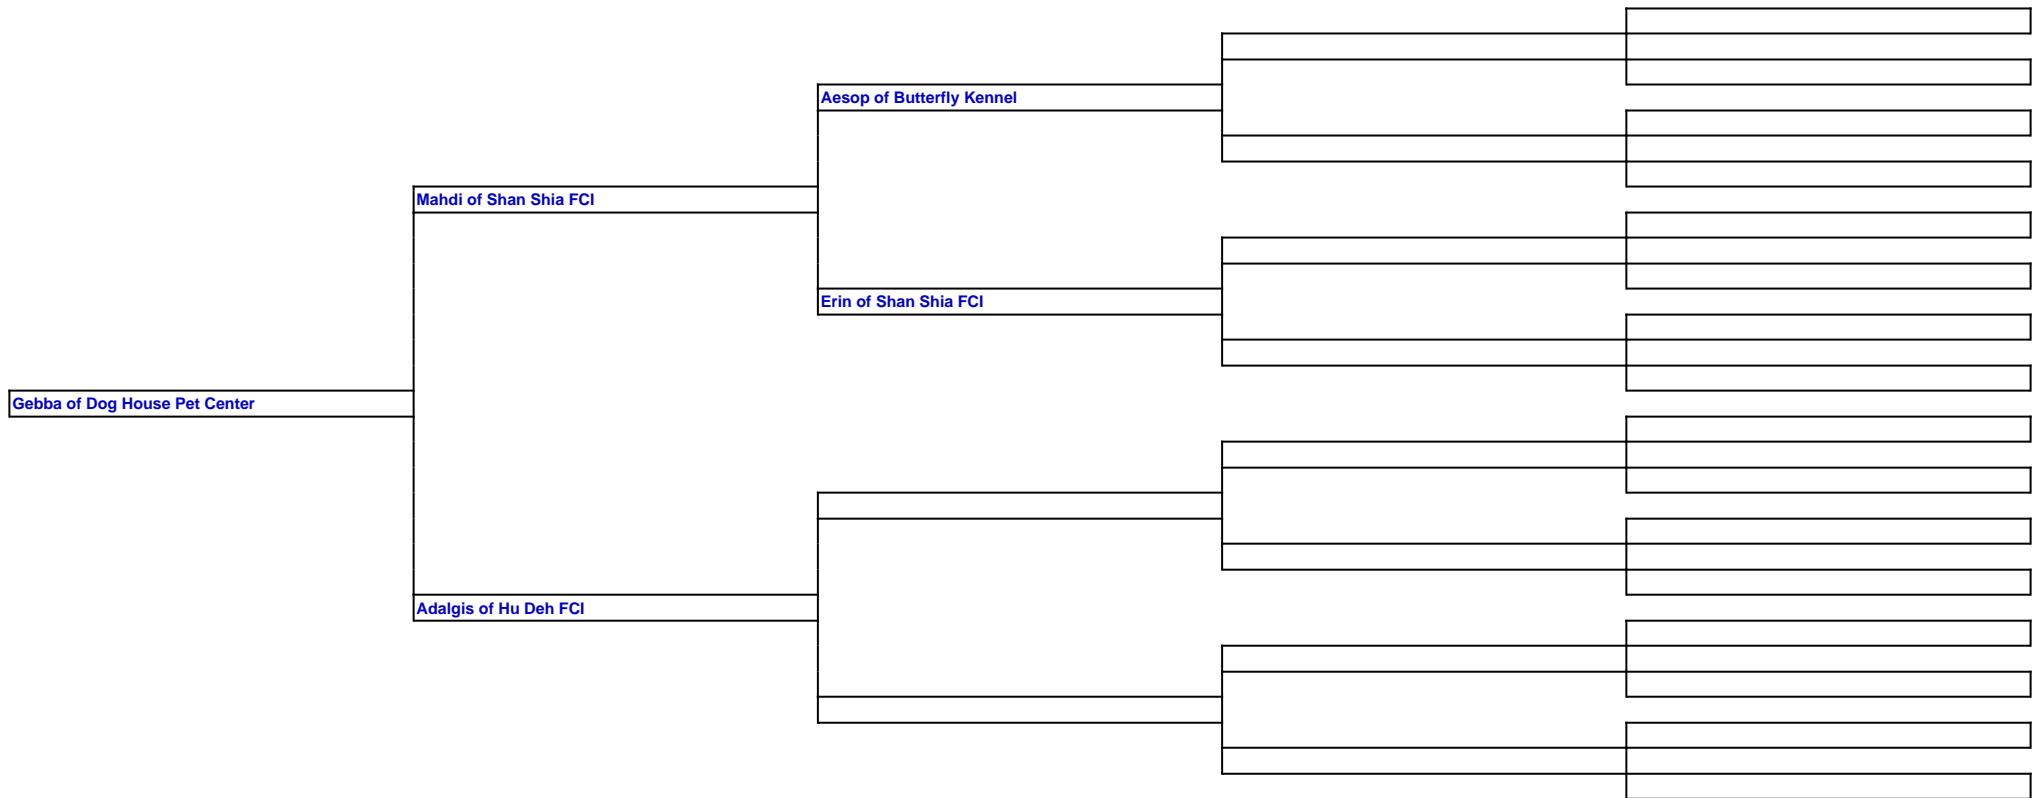 Aesop of Butterfly Kennel
Mahdi of Shan Shia FCI
Erin of Shan Shia FCI
Gebba of Dog House Pet Center
Adalgis of Hu Deh FCI